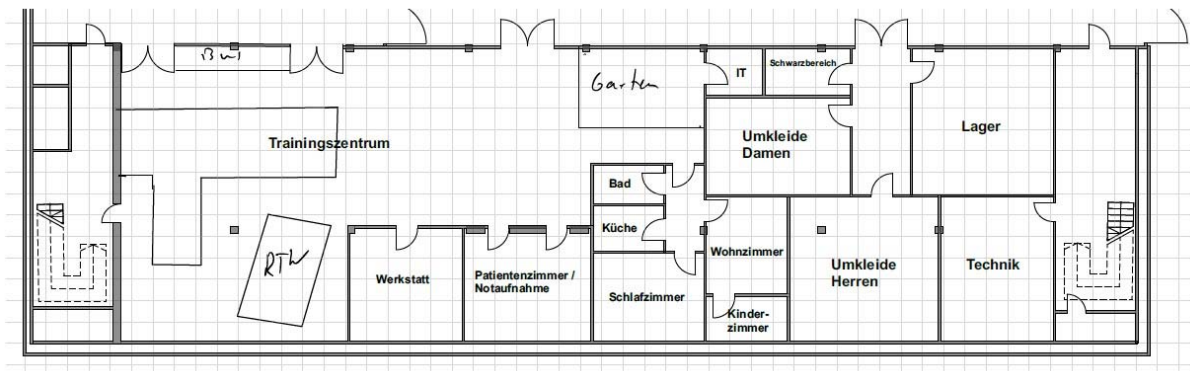 Garten
IT
Schwarzbereich
Trainingszentrum
Umkleide
Damen
Lager
Bad
Küche
RTW
Werkstatt
Patientenzimmer /
Notaufnahme
Schlafzimmer
Wohnzimmer
Kinder-
zimmer
Umkleide
Herren
Technik